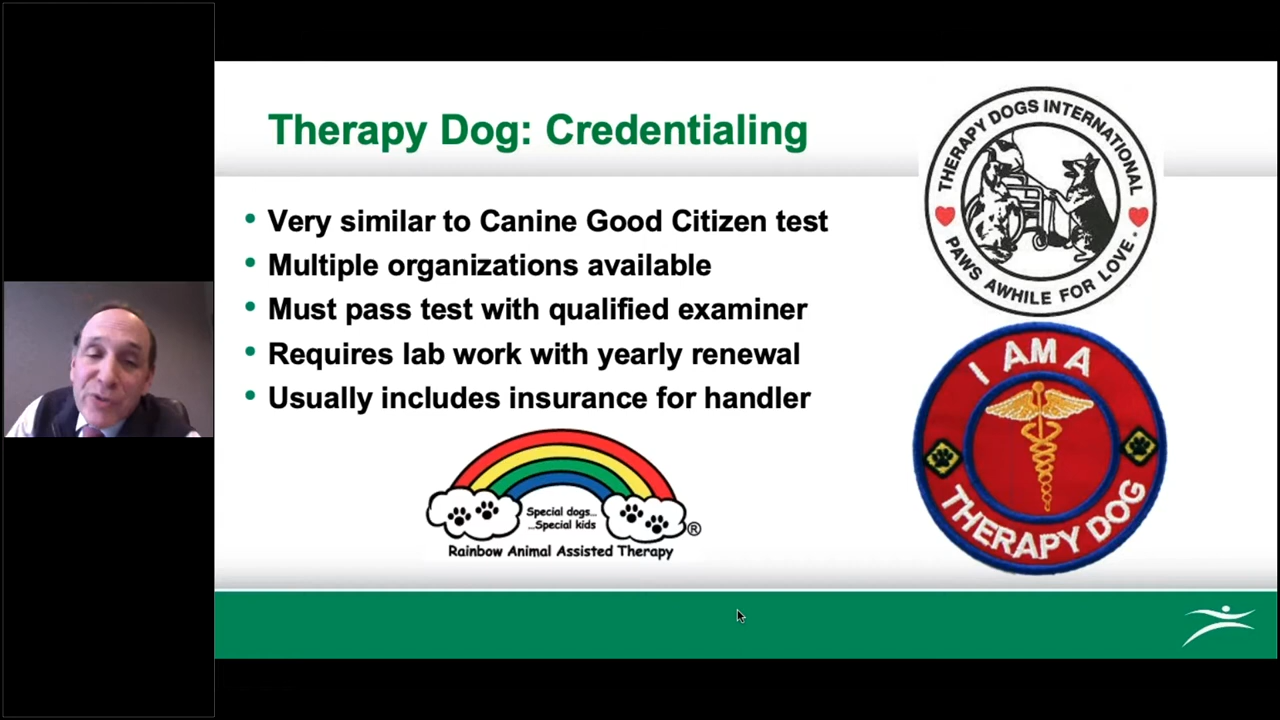 Therapy Dog: Credentialing
• Very similar to Canine Good Citizen test
• Multiple organizations available
• Must pass test with qualified examiner
• Requires lab work with yearly renewal
• Usually includes insurance for handler
THERAPY DOGS INTERNATIONAL
PAWS AWHILE FOR LOVE.
I AM A
THERAPY DOG
Special dogs...
...Special kids
®
Rainbow Animal Assisted Therapy